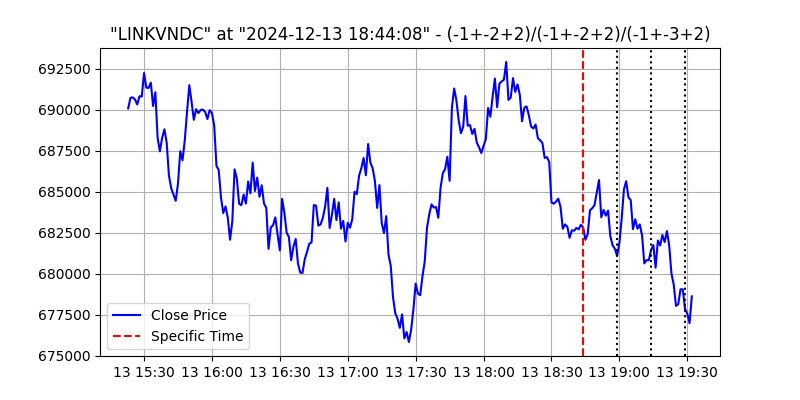 "LINKVNDC" at "2024-12-13 18:44:08" - (-1+-2+2)/(-1+-2+2)/(-1+-3+2)
692500
690000
687500
685000
682500
680000
677500
675000
Close Price
Specific Time
13 15:30 13 16:00 13 16:30 13 17:00 13 17:30 13 18:00 13 18:30 13 19:00 13 19:30